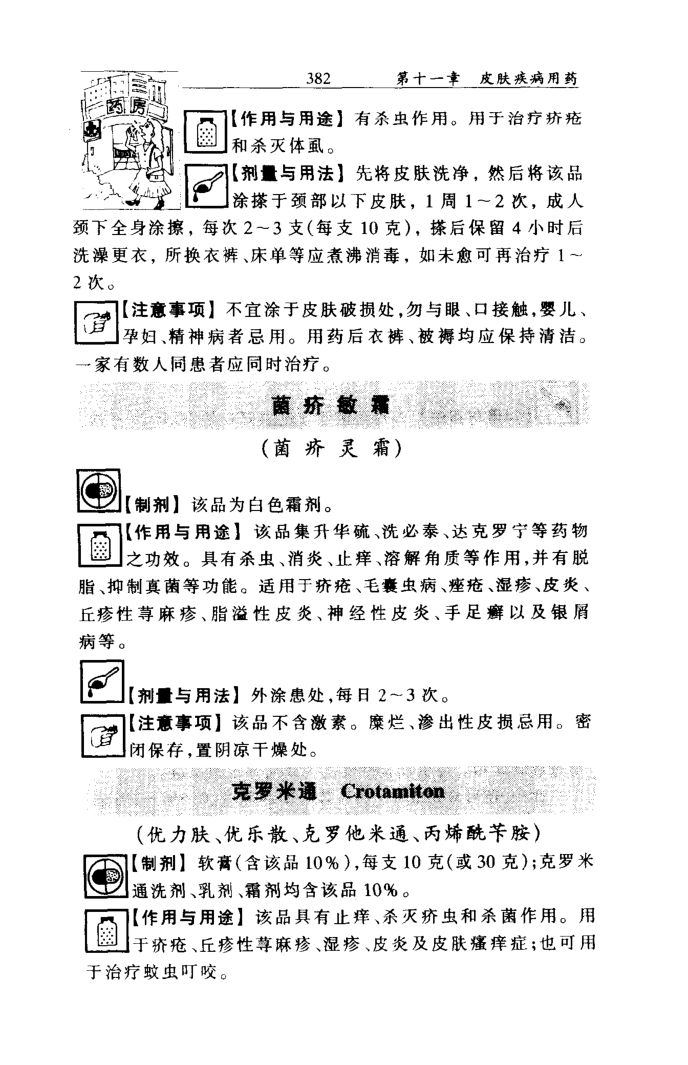 382 第十一章 皮肤疾病用药
药房
【作用与用途】有杀虫作用。用于治疗疥疮
和杀灭体虱。
【剂量与用法】先将皮肤洗净，然后将该品
涂搽于颈部以下皮肤，1周1～2次，成人
颈下全身涂擦，每次2～3支(每支10克)，搽后保留4小时后
洗澡更衣，所换衣裤、床单等应煮沸消毒，如未愈可再治疗1～
2次。
【注意事项】不宜涂于皮肤破损处,勿与眼、口接触,婴儿、
孕妇、精神病者忌用。用药后衣裤、被褥均应保持清洁。
一家有数人同患者应同时治疗。
菌疥敏霜
(菌疥灵霜)
【制剂】该品为白色霜剂。
【作用与用途】该品集升华硫、洗必泰、达克罗宁等药物
之功效。具有杀虫、消炎、止痒、溶解角质等作用,并有脱
脂、抑制真菌等功能。适用于疥疮、毛囊虫病、痤疮、湿疹、皮炎、
丘疹性荨麻疹、脂溢性皮炎、神经性皮炎、手足癣以及银屑
病等。
【剂量与用法】外涂患处,每日2～3次。
【注意事项】该品不含激素。糜烂、渗出性皮损忌用。密
闭保存,置阴凉干燥处。
克罗米通 Crotamiton
(优力肤、优乐散、克罗他米通、丙烯酰苄胺)
【制剂】软膏(含该品10%),每支10克(或30克);克罗米
通洗剂、乳剂、霜剂均含该品10%。
【作用与用途】该品具有止痒、杀灭疥虫和杀菌作用。用
于疥疮、丘疹性荨麻疹、湿疹、皮炎及皮肤瘙痒症;也可用
于治疗蚊虫叮咬。